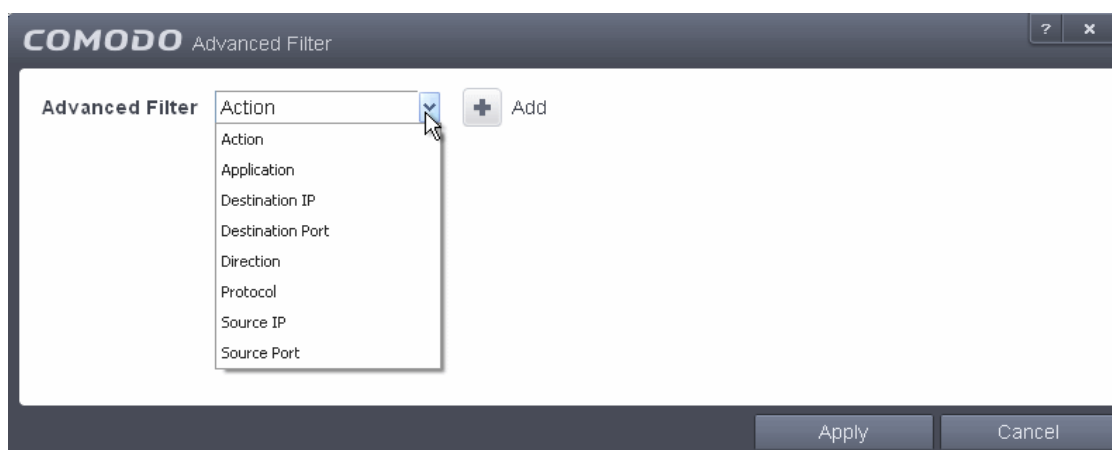 COMODO Advanced Filter ? x
Advanced Filter Action + Add
Action
Application
Destination IP
Destination Port
Direction
Protocol
Source IP
Source Port
Apply Cancel